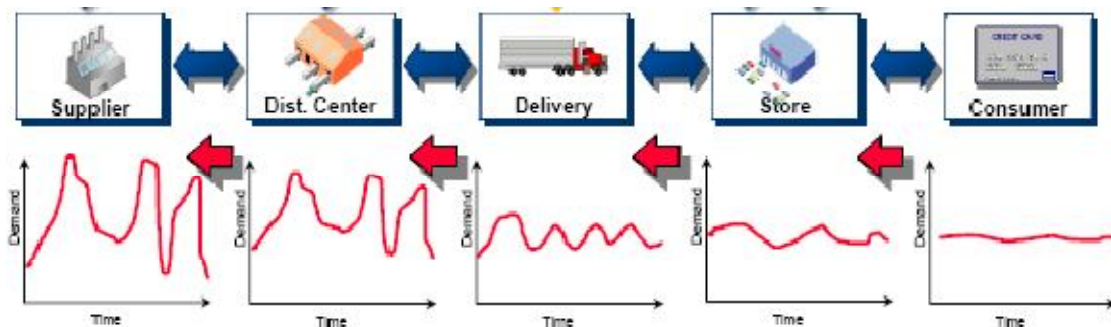 Supplier
Dist. Center
Delivery
Store
CREDIT CARD
Consumer
Demand
Demand
Demand
Demand
Demand
Time
Time
Time
Time
Time